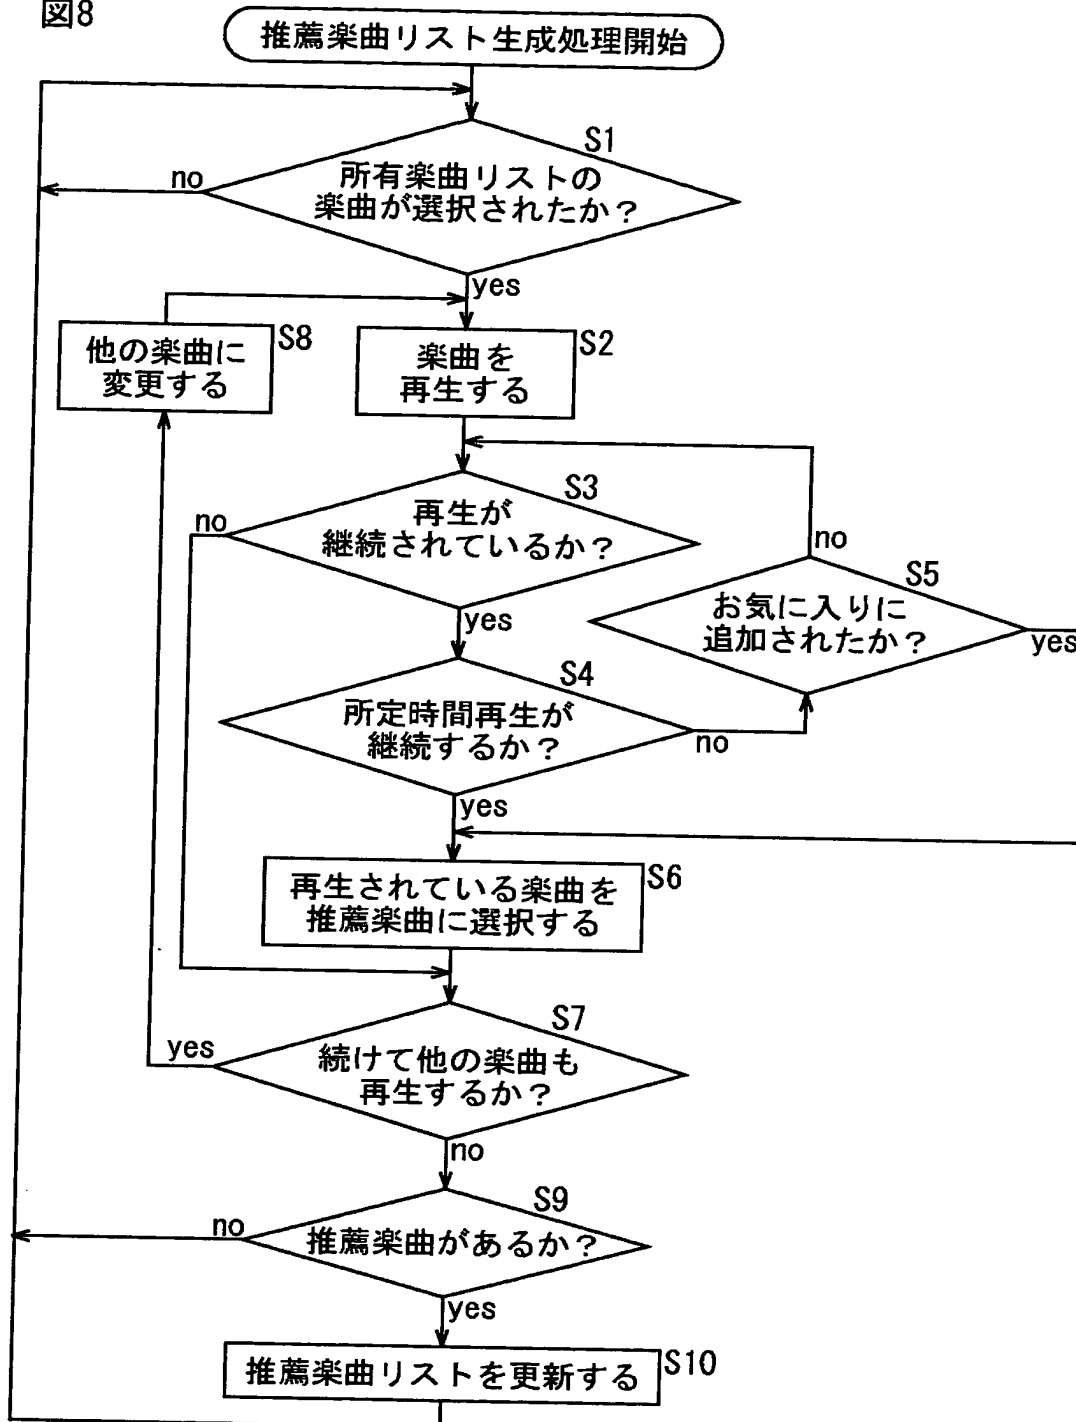 図8
推薦楽曲リスト生成処理開始
S1
所有楽曲リストの
楽曲が選択されたか？
no
yes
他の楽曲に
変更する
S8
楽曲を
再生する
S2
S3
再生が
継続されているか？
no
yes
no
S5
お気に入りに
追加されたか？
yes
S4
所定時間再生が
継続するか？
no
yes
再生されている楽曲を
推薦楽曲に選択する
S6
S7
続けて他の楽曲も
再生するか？
yes
no
S9
推薦楽曲があるか？
no
yes
推薦楽曲リストを更新する
S10